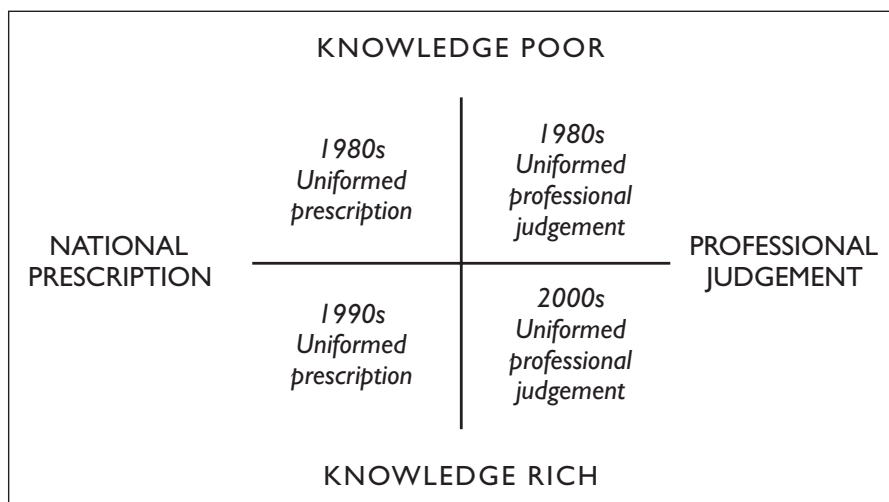 KNOWLEDGE POOR
1980s
Uniformed
prescription
1980s
Uniformed
professional
judgement
NATIONAL
PRESCRIPTION
PROFESSIONAL
JUDGEMENT
1990s
Uniformed
prescription
2000s
Uniformed
professional
judgement
KNOWLEDGE RICH